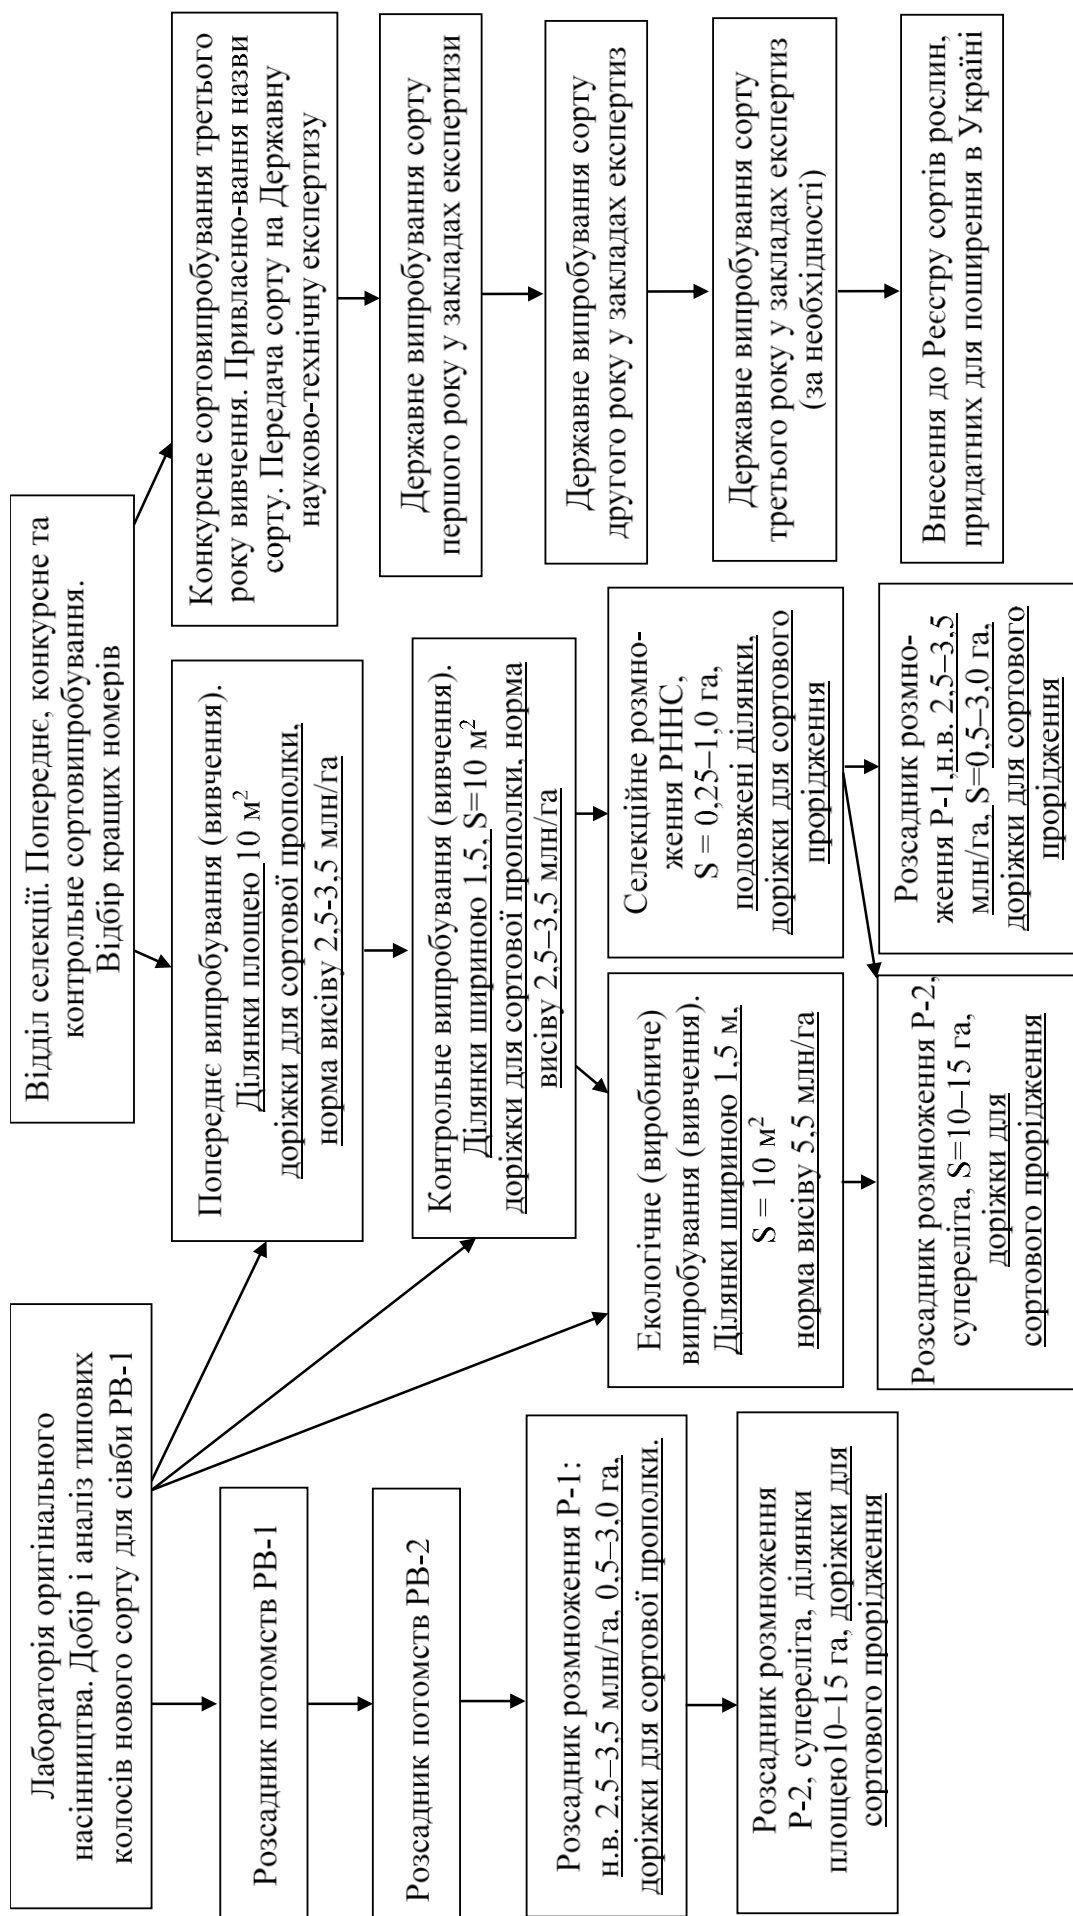 Лабораторія оригінального
насінництва. Добір і аналіз типових
колосів нового сорту для сівби РВ-1
Розсадник потомств РВ-1
Розсадник потомств РВ-2
Розсадник розмноження Р-1:
н.в. 2,5–3,5 млн/га, 0,5–3,0 га,
доріжки для сортової прополки.
Розсадник розмноження
Р-2, супереліта, ділянки
площею10–15 га, доріжки для
сортового прорідження
Відділ селекції. Попереднє, конкурсне та
контрольне сортовипробування.
Відбір кращих номерів
Попереднє випробування (вивчення).
Ділянки площею 10 м²
доріжки для сортової прополки,
норма висіву 2,5-3,5 млн/га
Контрольне випробування (вивчення).
Ділянки шириною 1,5, S=10 м²
доріжки для сортової прополки, норма
висіву 2,5–3,5 млн/га
Екологічне (виробниче)
випробування (вивчення).
Ділянки шириною 1,5 м,
S = 10 м²
норма висіву 5,5 млн/га
Селекційне розмно-
ження РННС,
S = 0,25–1,0 га,
подовжені ділянки,
доріжки для сортового
прорідження
Розсадник розмноження Р-2,
супереліта, S=10–15 га,
доріжки для
сортового прорідження
Розсадник розмно-
ження Р-1,н.в. 2,5–3,5
млн/га, S=0,5–3,0 га,
доріжки для сортового
прорідження
Конкурсне сортовипробування третього
року вивчення. Привласню-вання назви
сорту. Передача сорту на Державну
науково-технічну експертизу
Державне випробування сорту
першого року у закладах експертизи
Державне випробування сорту
другого року у закладах експертиз
Державне випробування сорту
третього року у закладах експертиз
(за необхідності)
Внесення до Реєстру сортів рослин,
придатних для поширення в Україні